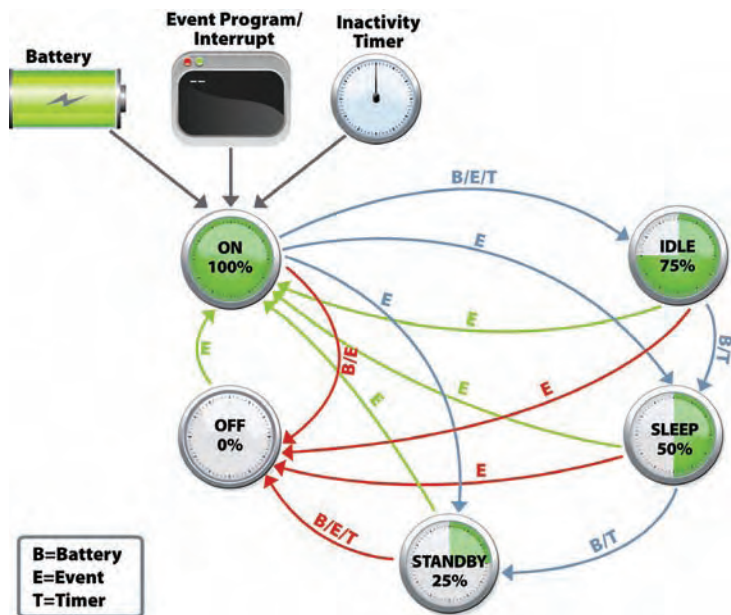 Event Program/
Interrupt
Inactivity
Timer
Battery
B/E/T
ON
100%
E
IDLE
75%
E
E
B/T
E
B/E
E
E
E
OFF
0%
SLEEP
50%
E
B/E/T
B/T
STANDBY
25%
B=Battery
E=Event
T=Timer